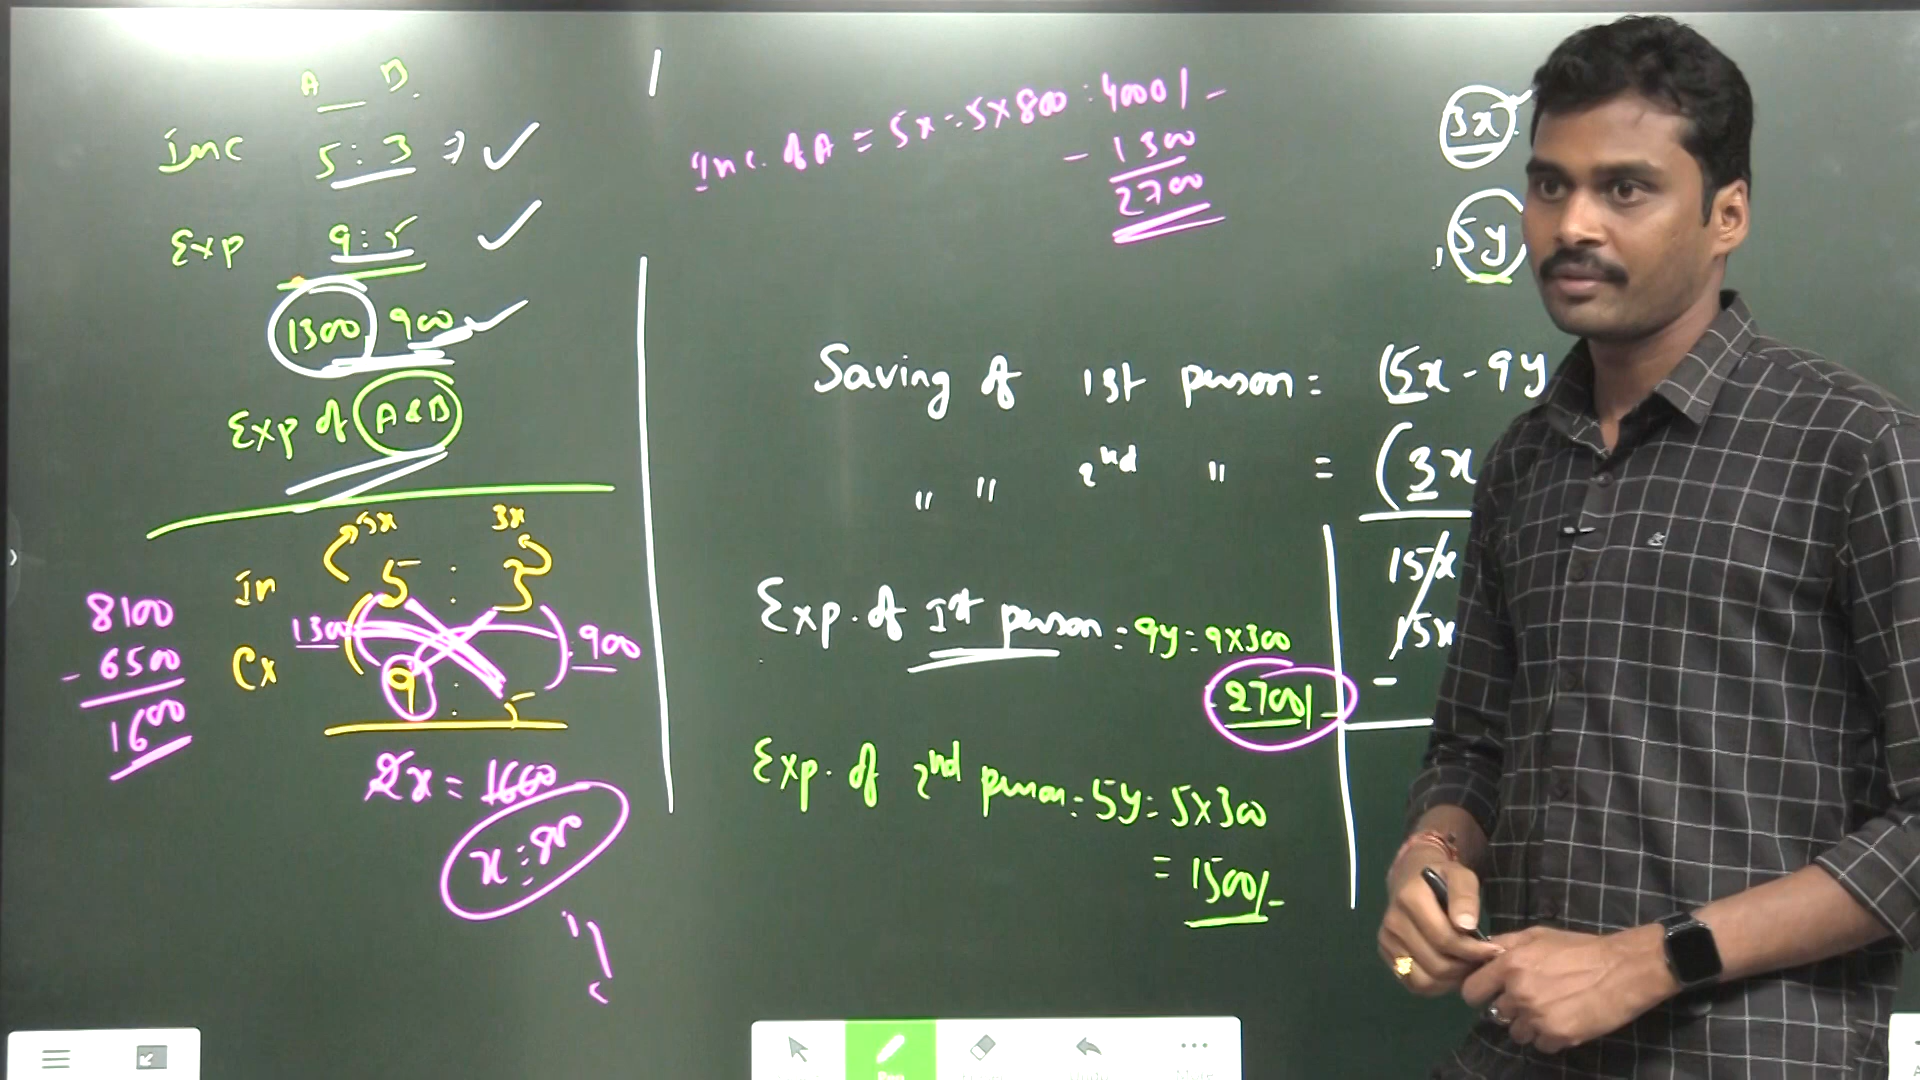 A B
Inc 5 : 3 ⇒ ✓
Exp 9 : 5 ✓
1300 900 ✓
Exp of A & B
5x 3x
In 5 : 3
1300 900
Ex 9 : 5
8100
- 6500
1600
2x = 1600
x = 800
Inc. of A = 5x = 5x800 = 4000/-
- 1300
2700
3x
5y
Saving of 1st person = (5x - 9y
" " 2nd " = (3x
15x
15x
-
Exp. of Ist person = 9y = 9x300
= 2700/-
Exp. of 2nd person = 5y = 5x300
= 1500/-